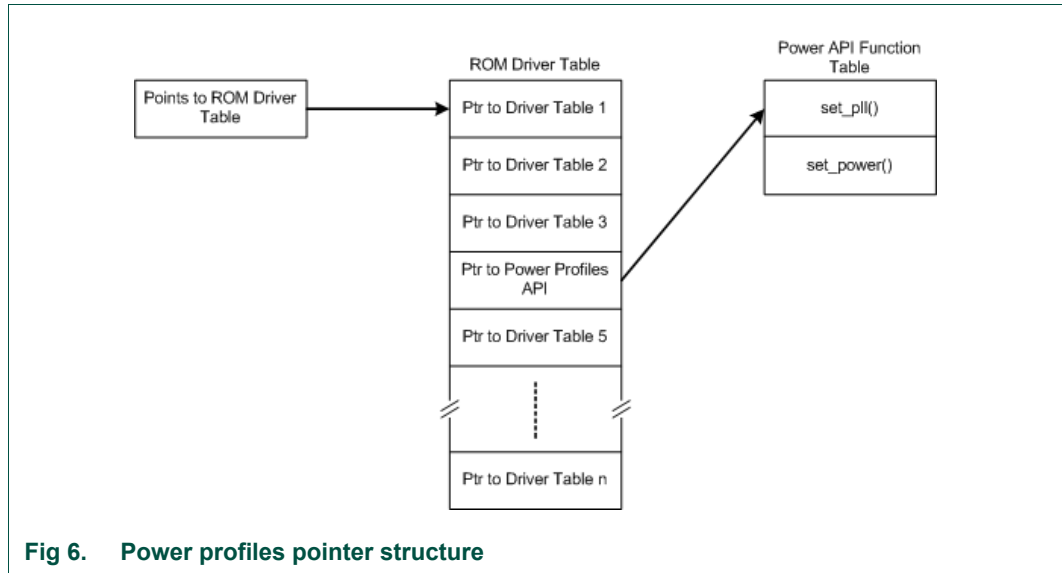 Points to ROM Driver
Table
ROM Driver Table
Ptr to Driver Table 1
Ptr to Driver Table 2
Ptr to Driver Table 3
Ptr to Power Profiles
API
Ptr to Driver Table 5
Ptr to Driver Table n
Power API Function
Table
set_pll()
set_power()
Fig 6. Power profiles pointer structure